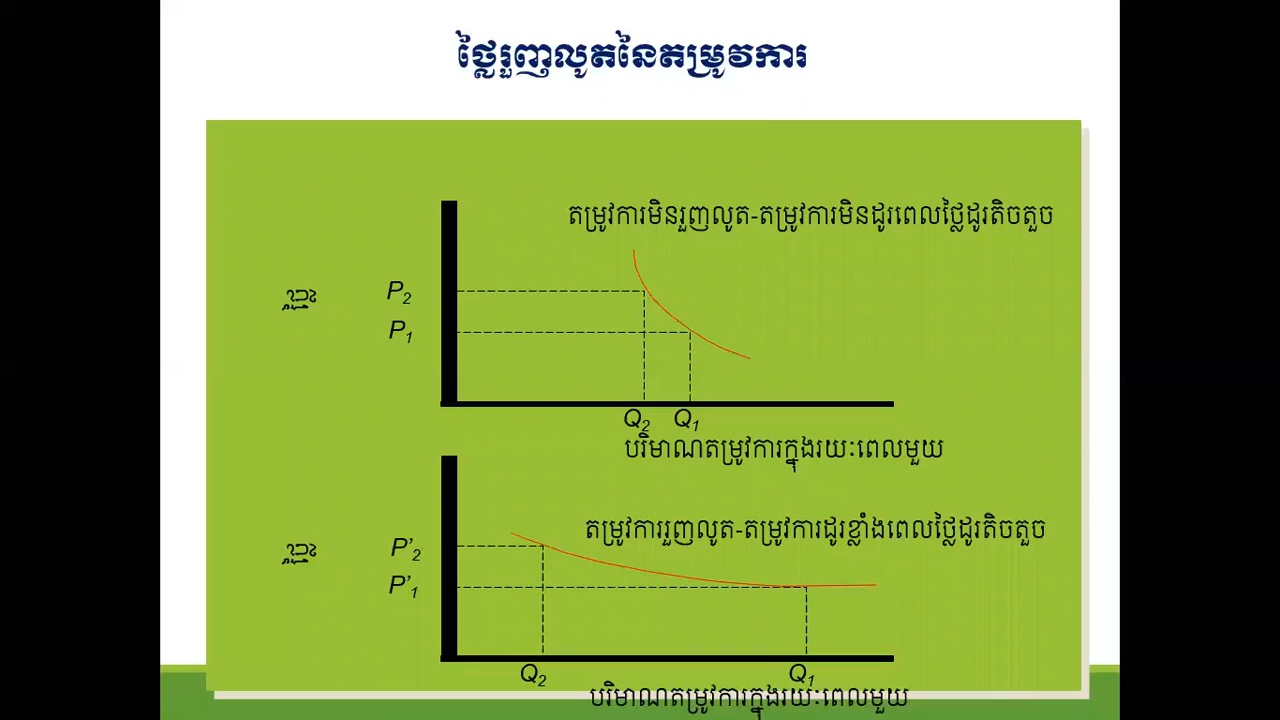 ថ្លៃរួញលូតនៃតម្រូវការ
តម្រូវការមិនរួញលូត-តម្រូវការមិនដូរពេលថ្លៃដូរតិចតួច
ថ្លៃ
P2
P1
Q2 Q1
បរិមាណតម្រូវការក្នុងរយៈពេលមួយ
តម្រូវការរួញលូត-តម្រូវការដូរខ្លាំងពេលថ្លៃដូរតិចតួច
ថ្លៃ
P'2
P'1
Q2 Q1
បរិមាណតម្រូវការក្នុងរយៈពេលមួយ